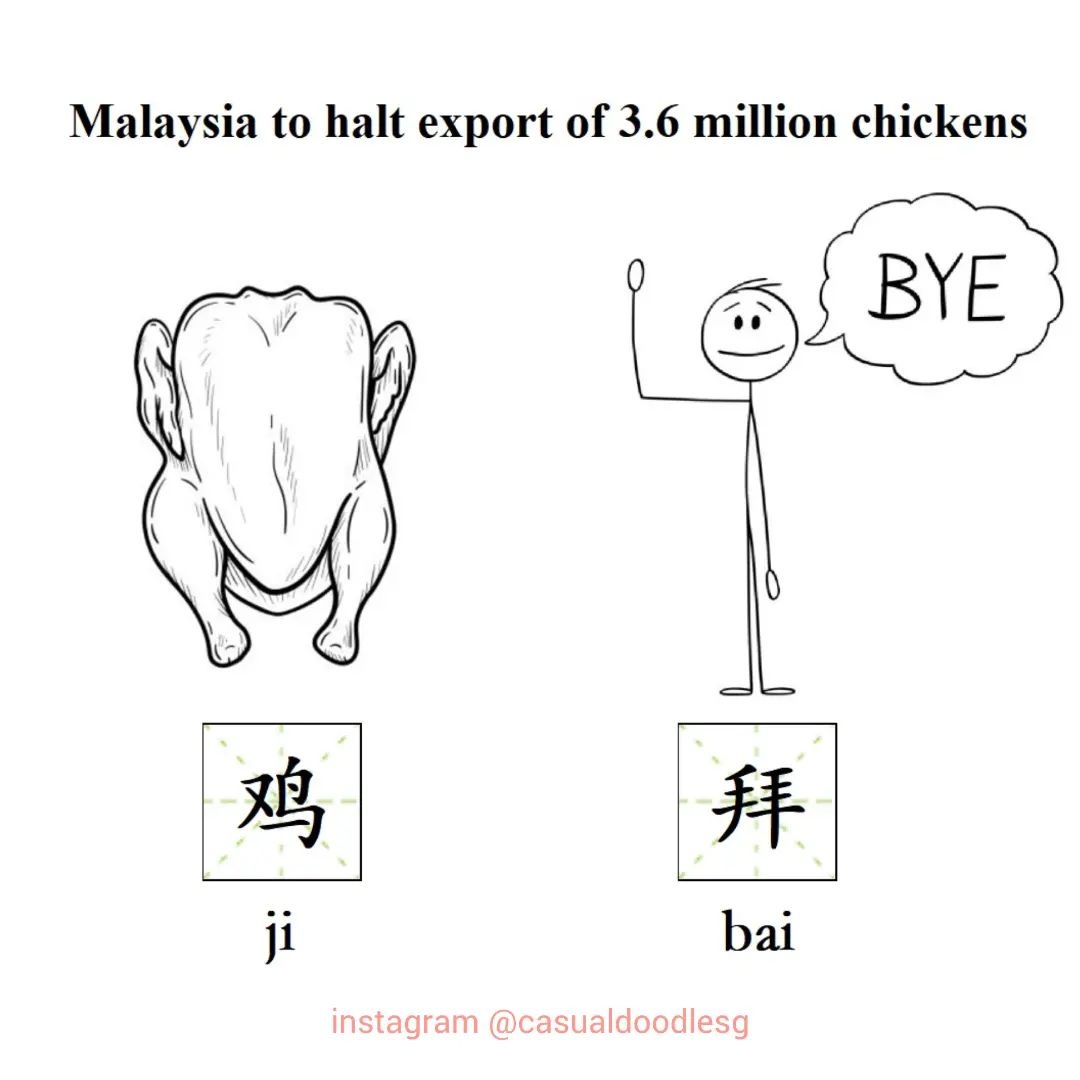 Malaysia to halt export of 3.6 million chickens
BYE
鸡 拜
ji bai
instagram @casualdoodlesg